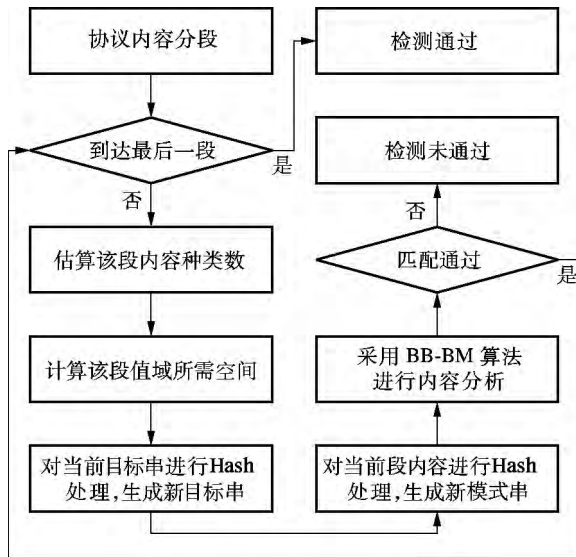 协议内容分段
到达最后一段
是
否
估算该段内容种类数
计算该段值域所需空间
对当前目标串进行Hash
处理,生成新目标串
检测通过
检测未通过
否
匹配通过
是
采用 BB-BM 算法
进行内容分析
对当前段内容进行Hash
处理,生成新模式串